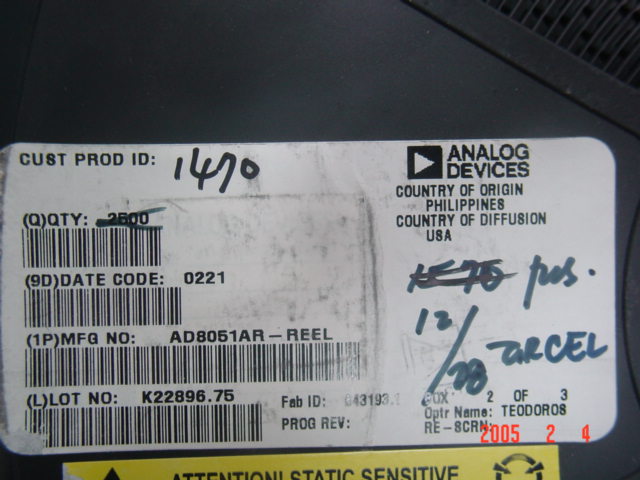 CUST PROD ID: 1470
ANALOG
DEVICES
COUNTRY OF ORIGIN
PHILIPPINES
COUNTRY OF DIFFUSION
USA
(Q)QTY: 2500
(9D)DATE CODE: 0221
pcs.
(1P)MFG NO: AD8051AR-REEL
12/28
(L)LOT NO: K22896.75
Fab ID:
PROG REV:
BOX 2 OF 3
Optr Name: TEODOROS
RE-SCRN:
2005 2 4
ATTENTION! STATIC SENSITIVE